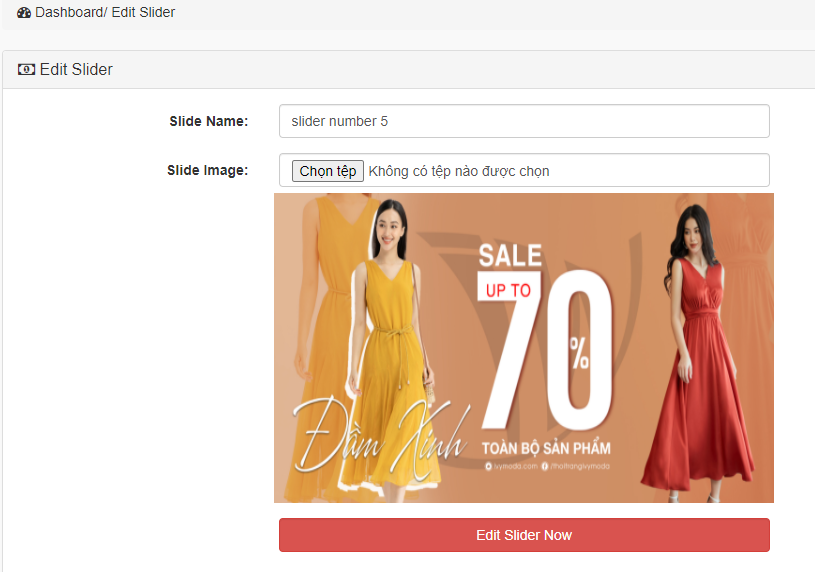 Dashboard/ Edit Slider
Edit Slider
Slide Name:
slider number 5
Slide Image:
Chọn tệp Không có tệp nào được chọn
SALE
UP TO
70%
Đầm Xinh
TOÀN BỘ SẢN PHẨM
ivymoda.com /thoitrangivymoda
Edit Slider Now